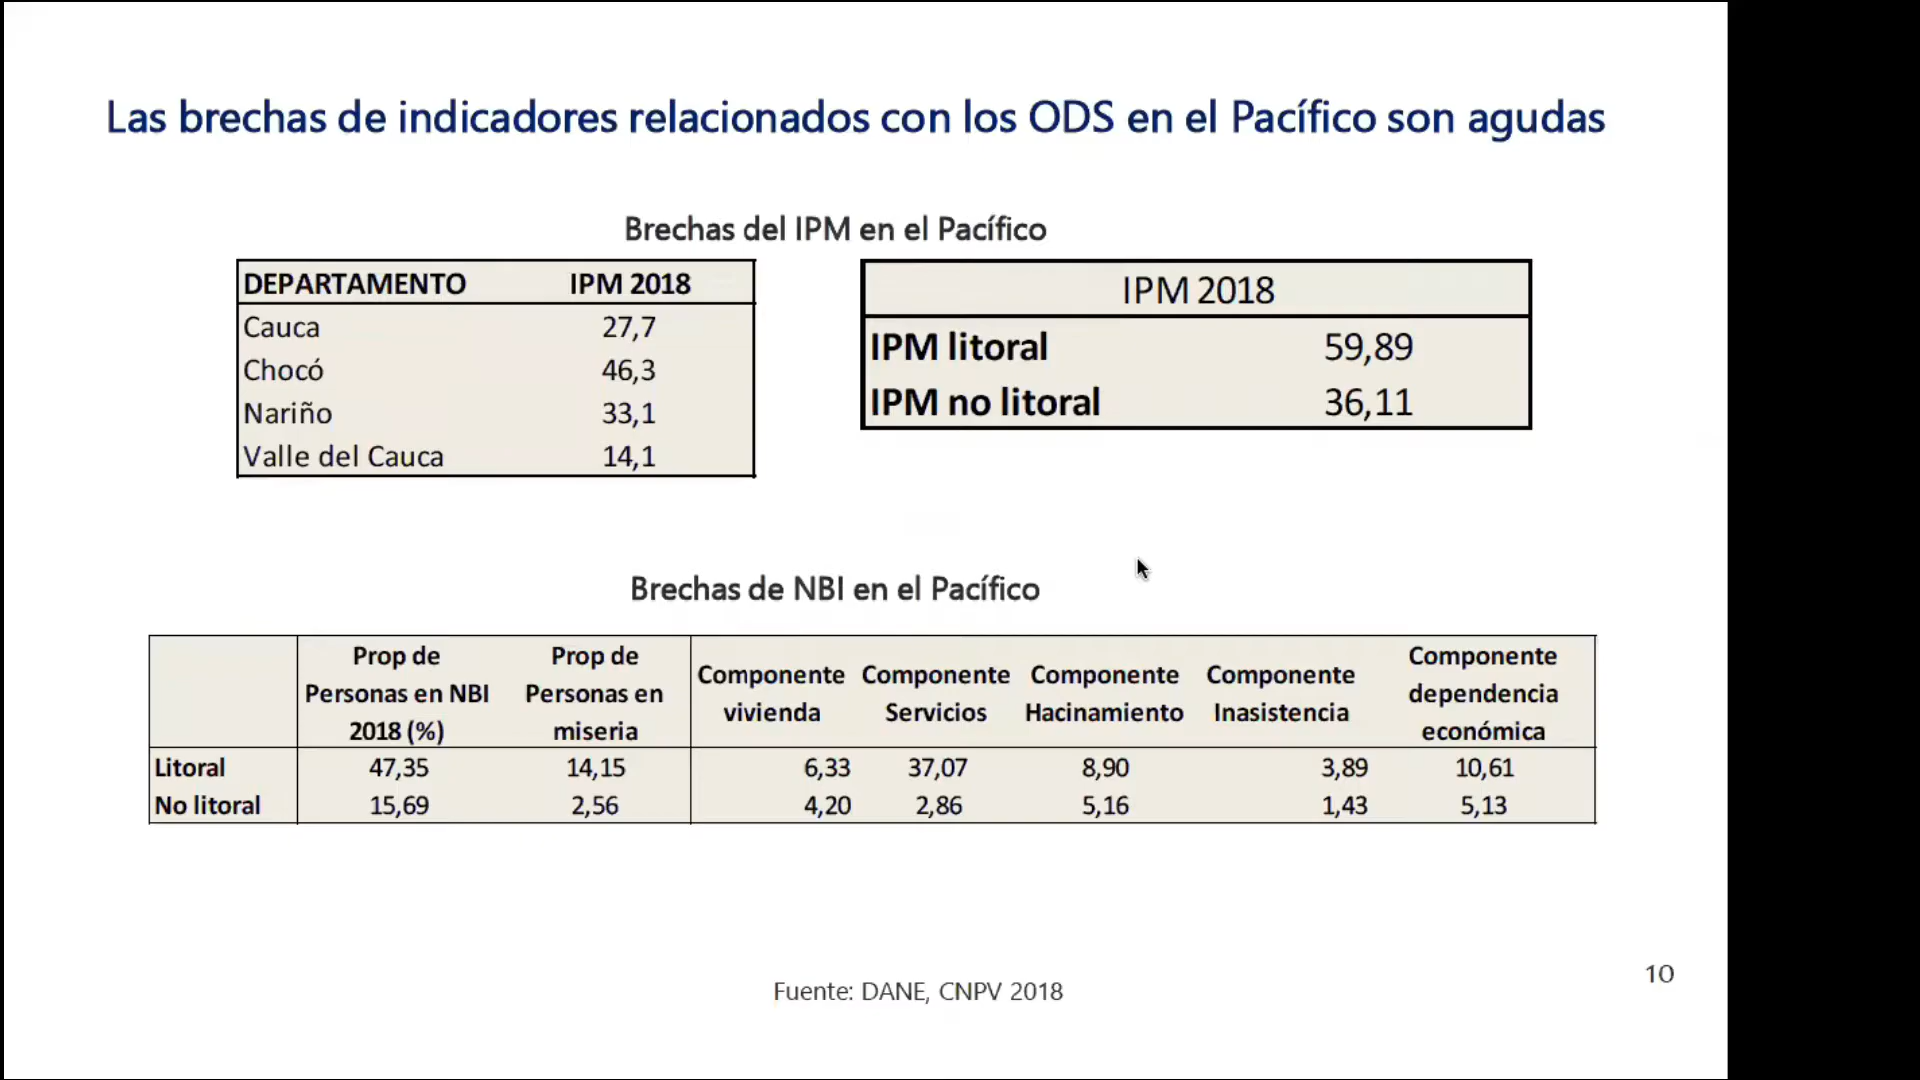 Las brechas de indicadores relacionados con los ODS en el Pacífico son agudas
Brechas del IPM en el Pacífico
DEPARTAMENTO IPM 2018
Cauca 27,7
Chocó 46,3
Nariño 33,1
Valle del Cauca 14,1
IPM 2018
IPM litoral 59,89
IPM no litoral 36,11
Brechas de NBI en el Pacífico
Prop de Personas en NBI 2018 (%) Prop de Personas en miseria Componente vivienda Componente Servicios Componente Hacinamiento Componente Inasistencia Componente dependencia económica
Litoral 47,35 14,15 6,33 37,07 8,90 3,89 10,61
No litoral 15,69 2,56 4,20 2,86 5,16 1,43 5,13
Fuente: DANE, CNPV 2018
10